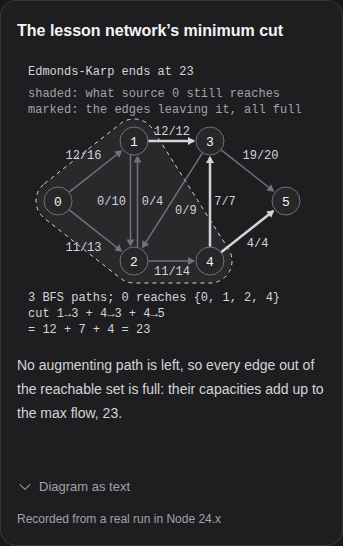 The lesson network’s minimum cut
Edmonds-Karp ends at 23
shaded: what source 0 still reaches
marked: the edges leaving it, all full
12/12
1
3
12/16
19/20
0
0/10
0/4
0/9
7/7
5
11/13
4/4
2
11/14
4
3 BFS paths; 0 reaches {0, 1, 2, 4}
cut 1→3 + 4→3 + 4→5
= 12 + 7 + 4 = 23
No augmenting path is left, so every edge out of
the reachable set is full: their capacities add up to
the max flow, 23.
Diagram as text
Recorded from a real run in Node 24.x